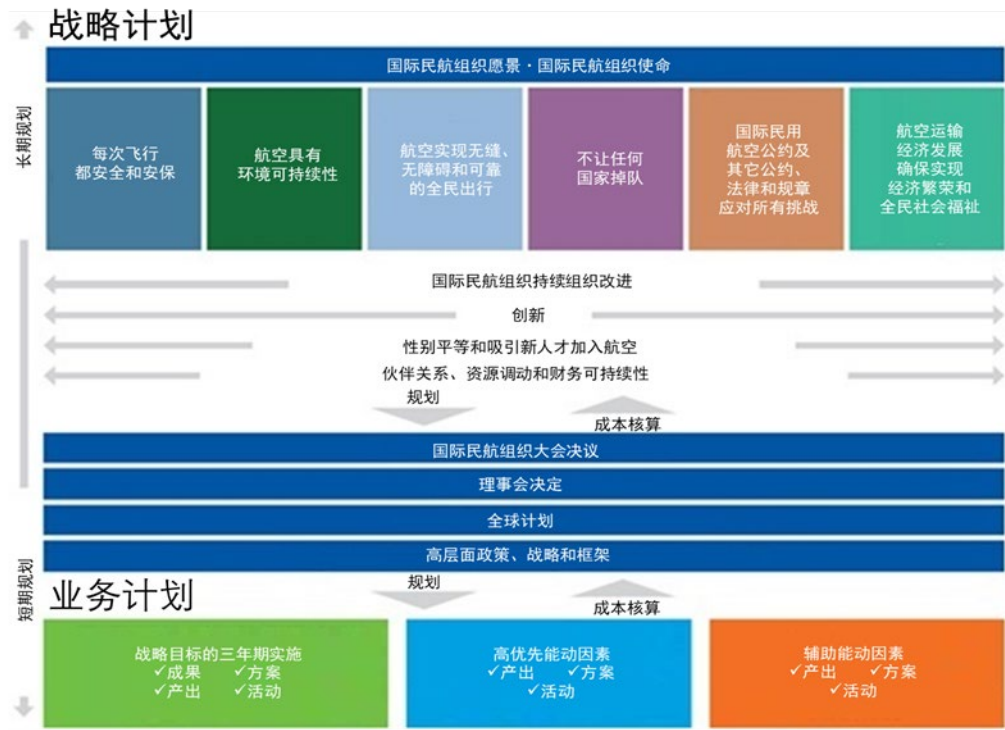 战略计划
国际民航组织愿景·国际民航组织使命
长期规划
每次飞行
都安全和安保
航空具有
环境可持续性
航空实现无缝、
无障碍和可靠
的全民出行
不让任何
国家掉队
国际民用
航空公约及
其它公约、
法律和规章
应对所有挑战
航空运输
经济发展
确保实现
经济繁荣和
全民社会福祉
国际民航组织持续组织改进
创新
性别平等和吸引新人才加入航空
伙伴关系、资源调动和财务可持续性
规划
成本核算
国际民航组织大会决议
理事会决定
全球计划
高层面政策、战略和框架
短期规划
规划
成本核算
业务计划
战略目标的三年期实施
✓成果 ✓方案
✓产出 ✓活动
高优先能动因素
✓产出 ✓方案
✓活动
辅助能动因素
✓产出 ✓方案
✓活动